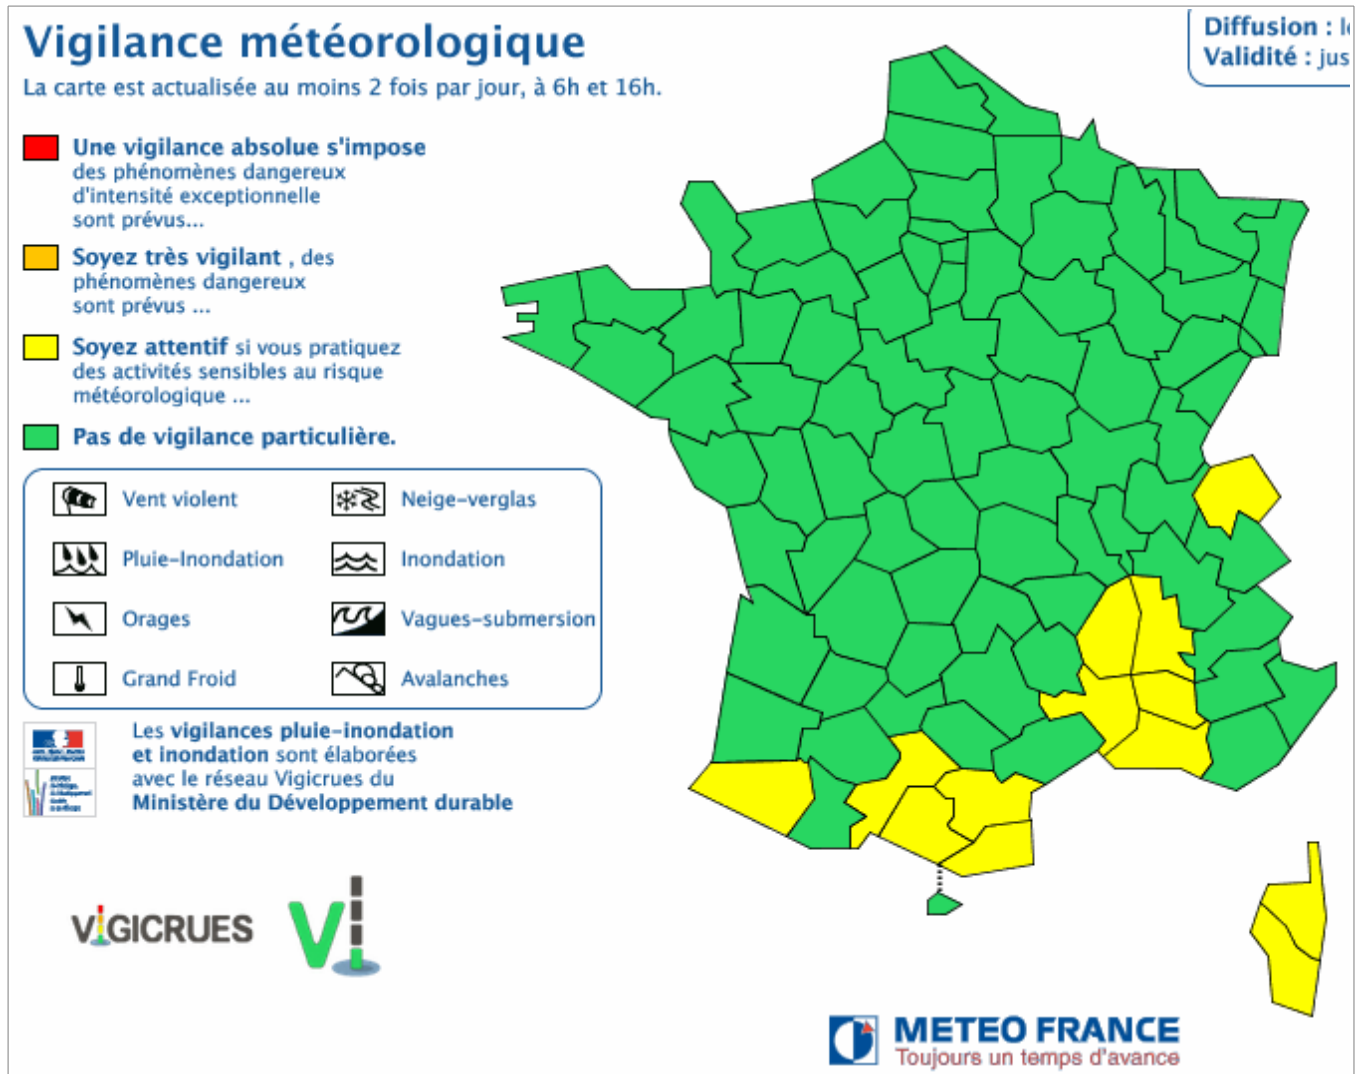 Vigilance météorologique
La carte est actualisée au moins 2 fois par jour, à 6h et 16h.
Diffusion :
Validité : jus
Une vigilance absolue s'impose
des phénomènes dangereux
d'intensité exceptionnelle
sont prévus...
Soyez très vigilant , des
phénomènes dangereux
sont prévus ...
Soyez attentif si vous pratiquez
des activités sensibles au risque
météorologique ...
Pas de vigilance particulière.
Vent violent
Neige-verglas
Pluie-Inondation
Inondation
Orages
Vagues-submersion
Grand Froid
Avalanches
Les vigilances pluie-inondation
et inondation sont élaborées
avec le réseau Vigicrues du
Ministère du Développement durable
VIGICRUES
METEO FRANCE
Toujours un temps d'avance